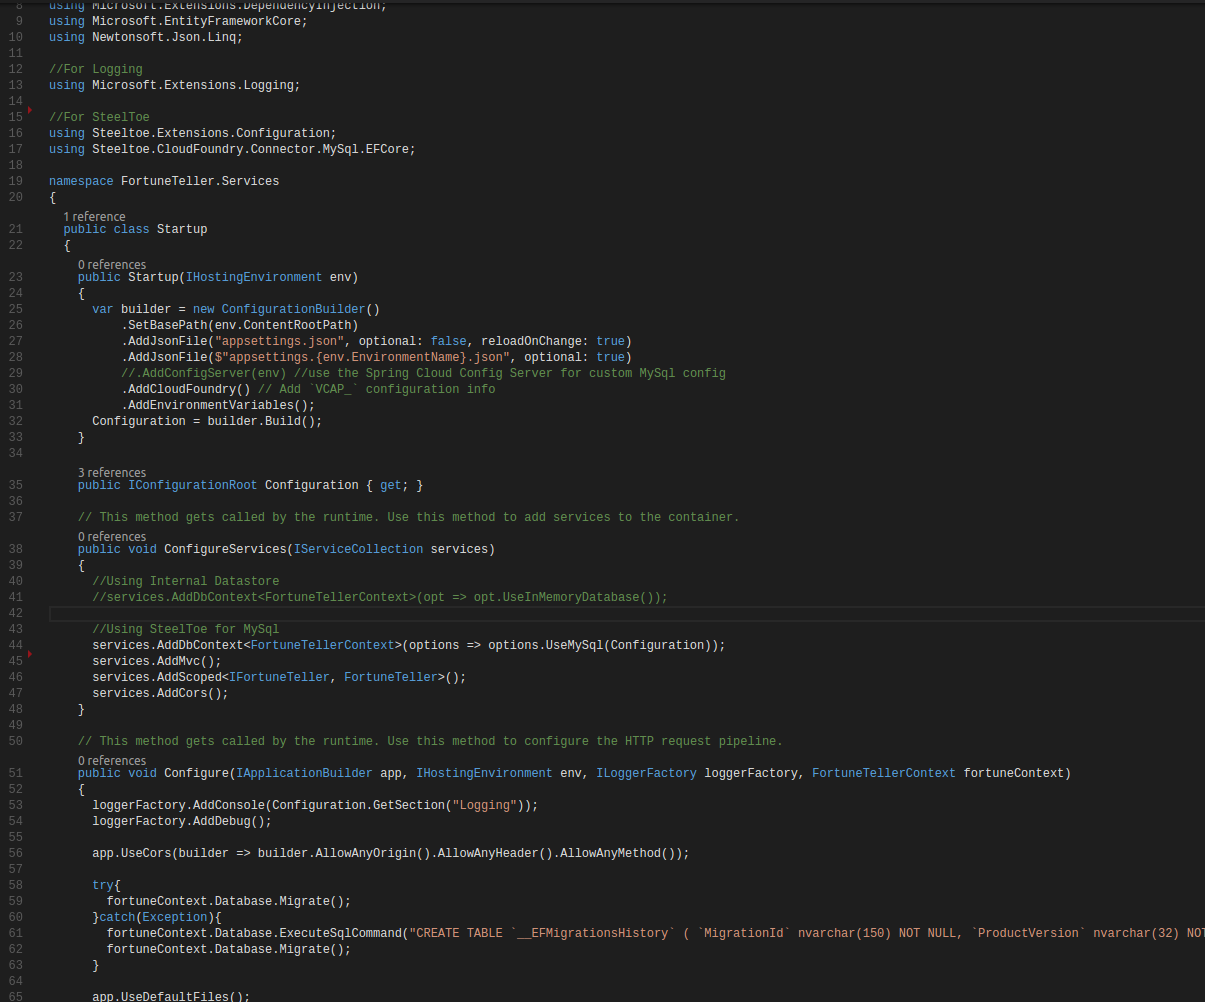 8 using Microsoft.Extensions.DependencyInjection;
9 using Microsoft.EntityFrameworkCore;
10 using Newtonsoft.Json.Linq;
11
12 //For Logging
13 using Microsoft.Extensions.Logging;
14
15 //For SteelToe
16 using Steeltoe.Extensions.Configuration;
17 using Steeltoe.CloudFoundry.Connector.MySql.EFCore;
18
19 namespace FortuneTeller.Services
20 {
1 reference
21 public class Startup
22 {
0 references
23 public Startup(IHostingEnvironment env)
24 {
25 var builder = new ConfigurationBuilder()
26 .SetBasePath(env.ContentRootPath)
27 .AddJsonFile("appsettings.json", optional: false, reloadOnChange: true)
28 .AddJsonFile($"appsettings.{env.EnvironmentName}.json", optional: true)
29 //.AddConfigServer(env) //use the Spring Cloud Config Server for custom MySql config
30 .AddCloudFoundry() // Add `VCAP_` configuration info
31 .AddEnvironmentVariables();
32 Configuration = builder.Build();
33 }
34
3 references
35 public IConfigurationRoot Configuration { get; }
36
37 // This method gets called by the runtime. Use this method to add services to the container.
0 references
38 public void ConfigureServices(IServiceCollection services)
39 {
40 //Using Internal Datastore
41 //services.AddDbContext<FortuneTellerContext>(opt => opt.UseInMemoryDatabase());
42
43 //Using SteelToe for MySql
44 services.AddDbContext<FortuneTellerContext>(options => options.UseMySql(Configuration));
45 services.AddMvc();
46 services.AddScoped<IFortuneTeller, FortuneTeller>();
47 services.AddCors();
48 }
49
50 // This method gets called by the runtime. Use this method to configure the HTTP request pipeline.
0 references
51 public void Configure(IApplicationBuilder app, IHostingEnvironment env, ILoggerFactory loggerFactory, FortuneTellerContext fortuneContext)
52 {
53 loggerFactory.AddConsole(Configuration.GetSection("Logging"));
54 loggerFactory.AddDebug();
55
56 app.UseCors(builder => builder.AllowAnyOrigin().AllowAnyHeader().AllowAnyMethod());
57
58 try{
59 fortuneContext.Database.Migrate();
60 }catch(Exception){
61 fortuneContext.Database.ExecuteSqlCommand("CREATE TABLE `__EFMigrationsHistory` ( `MigrationId` nvarchar(150) NOT NULL, `ProductVersion` nvarchar(32) NOT
62 fortuneContext.Database.Migrate();
63 }
64
65 app.UseDefaultFiles();